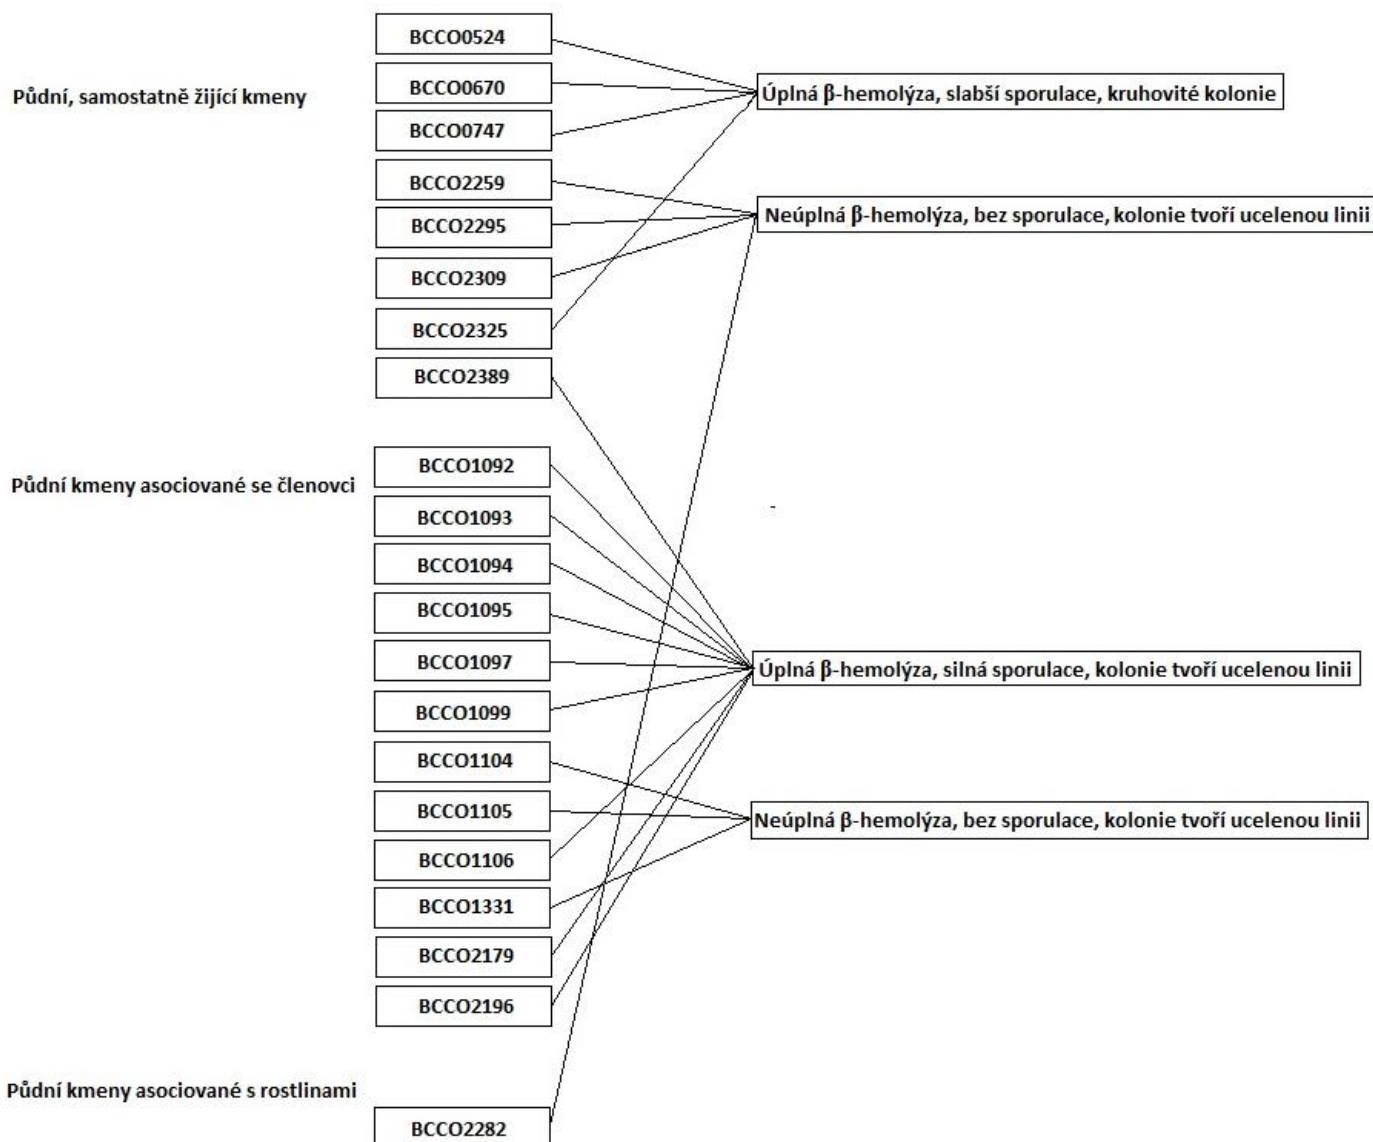 BCCO0524
Půdní, samostatně žijící kmeny
BCCO0670
Úplná β-hemolýza, slabší sporulace, kruhovité kolonie
BCCO0747
BCCO2259
BCCO2295
Neúplná β-hemolýza, bez sporulace, kolonie tvoří ucelenou linii
BCCO2309
BCCO2325
BCCO2389
Půdní kmeny asociované se členovci
BCCO1092
BCCO1093
-
BCCO1094
BCCO1095
BCCO1097
Úplná β-hemolýza, silná sporulace, kolonie tvoří ucelenou linii
BCCO1099
BCCO1104
BCCO1105
Neúplná β-hemolýza, bez sporulace, kolonie tvoří ucelenou linii
BCCO1106
BCCO1331
BCCO2179
BCCO2196
Půdní kmeny asociované s rostlinami
BCCO2282